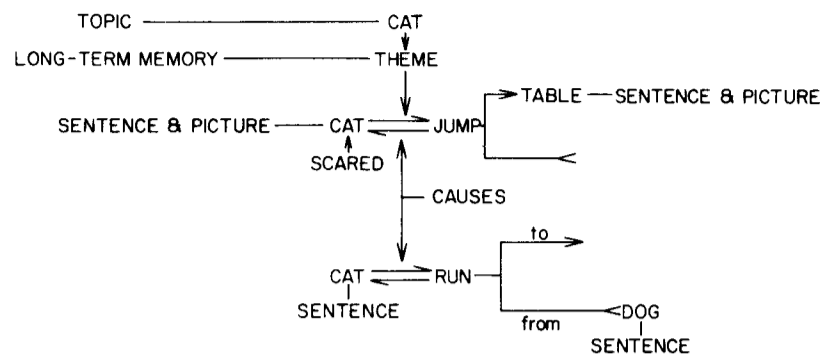 TOPIC CAT
LONG-TERM MEMORY THEME
TABLE SENTENCE & PICTURE
SENTENCE & PICTURE CAT JUMP
SCARED
CAUSES
to
CAT RUN
SENTENCE
DOG
from
SENTENCE